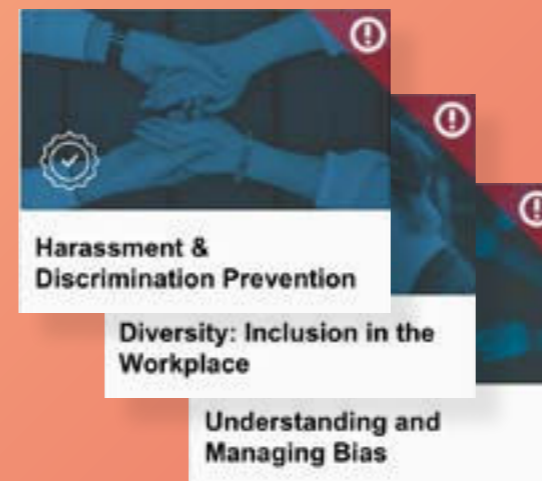 Harassment &
Discrimination Prevention
Diversity: Inclusion in the
Workplace
Understanding and
Managing Bias